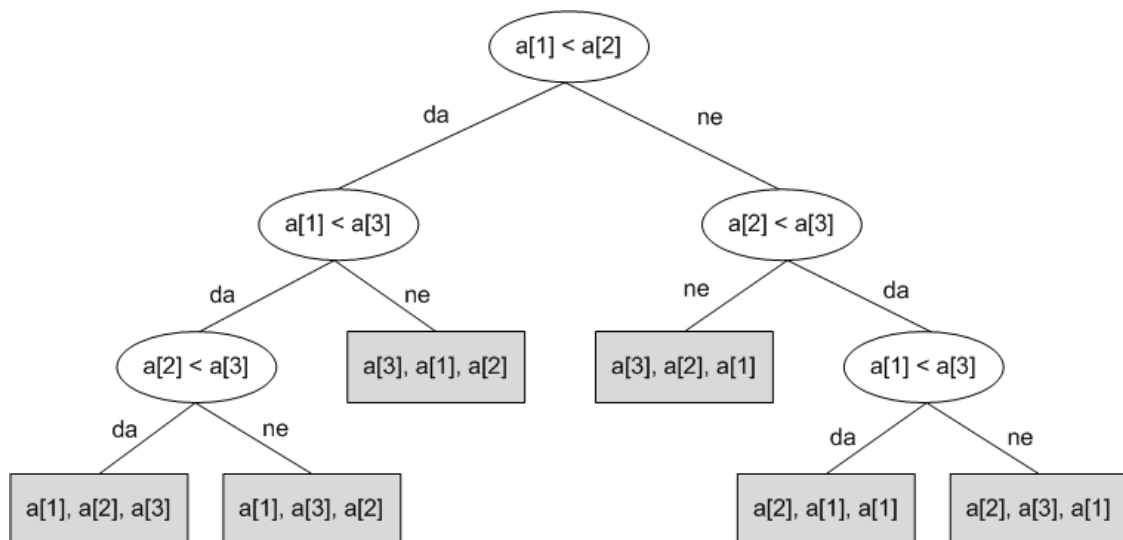 a[1] < a[2]
da
ne
a[1] < a[3]
a[2] < a[3]
da
ne
ne
da
a[2] < a[3]
a[3], a[1], a[2]
a[3], a[2], a[1]
a[1] < a[3]
da
ne
da
ne
a[1], a[2], a[3]
a[1], a[3], a[2]
a[2], a[1], a[1]
a[2], a[3], a[1]